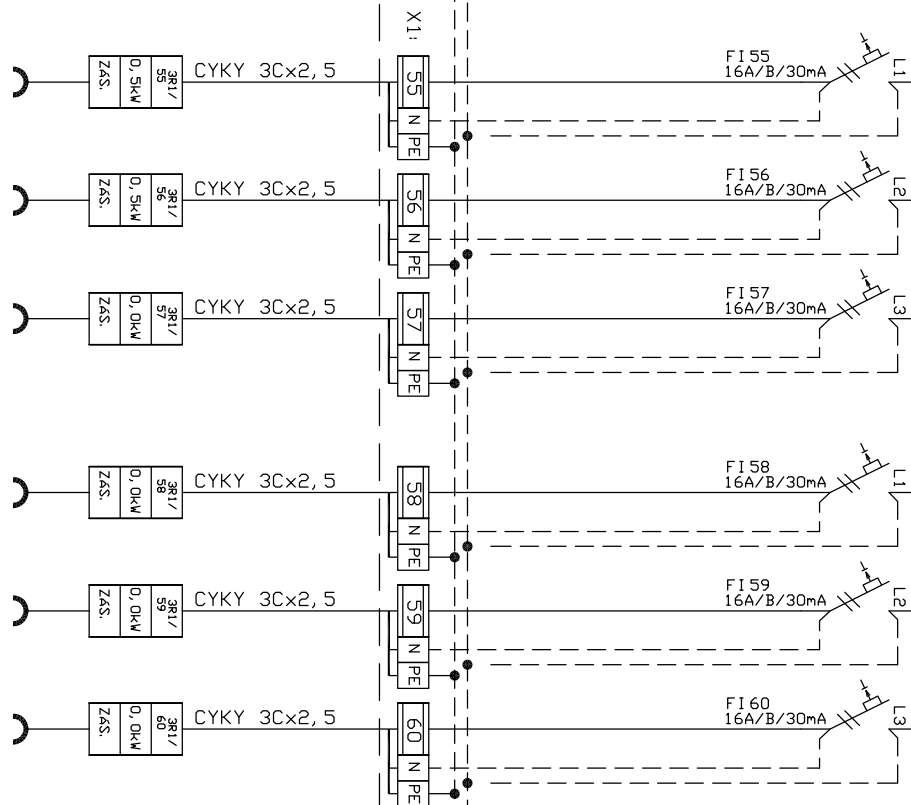 X1:
3R1/
55
0,5kW
ZÁS.
CYKY 3Cx2,5
55
N
PE
FI55
16A/B/30mA
L1
3R1/
56
0,5kW
ZÁS.
CYKY 3Cx2,5
56
N
PE
FI56
16A/B/30mA
L2
3R1/
57
0,0kW
ZÁS.
CYKY 3Cx2,5
57
N
PE
FI57
16A/B/30mA
L3
3R1/
58
0,0kW
ZÁS.
CYKY 3Cx2,5
58
N
PE
FI58
16A/B/30mA
L1
3R1/
59
0,0kW
ZÁS.
CYKY 3Cx2,5
59
N
PE
FI59
16A/B/30mA
L2
3R1/
60
0,0kW
ZÁS.
CYKY 3Cx2,5
60
N
PE
FI60
16A/B/30mA
L3